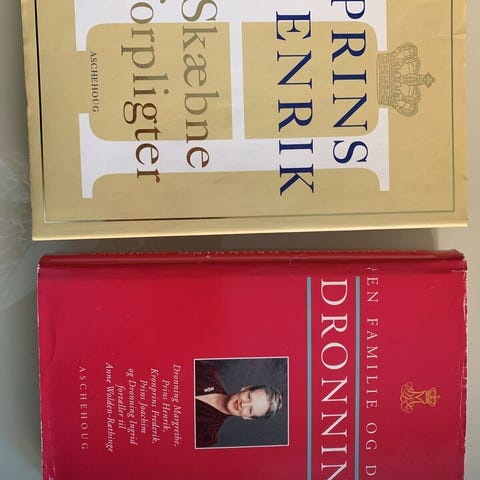 PRINS
ENRIK
Skæbne
forpligter
ASCHEHOUG
EN FAMILIE OG D
DRONNIN
Dronning Margrethe,
Prins Henrik,
Kronprins Frederik,
Prins Joachim
og Dronning Ingrid
fortæller til
Anne Wolden-Ræthinge
ASCHEHOUG